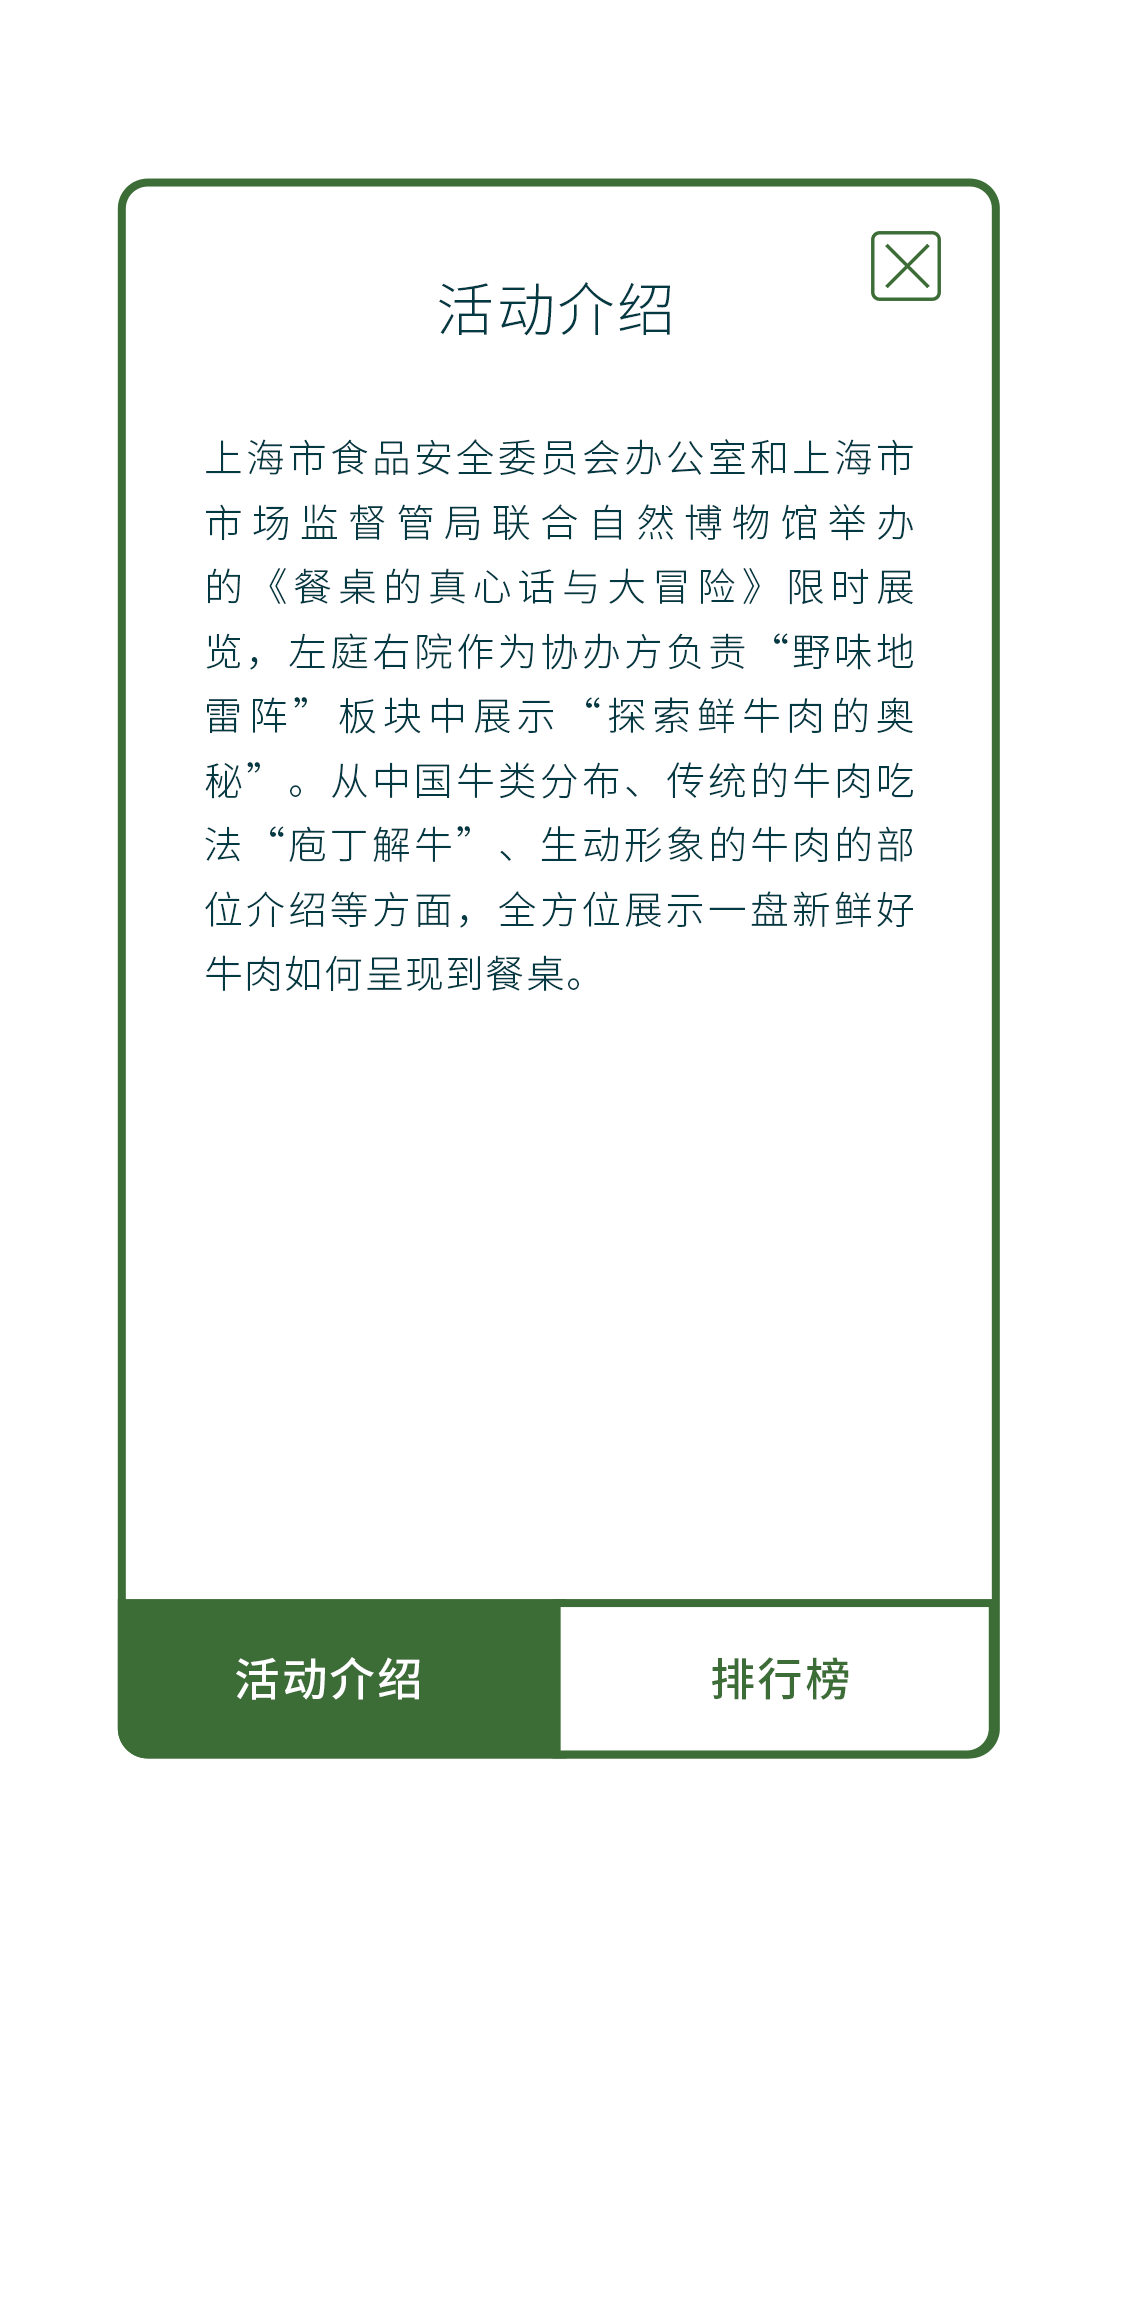 活动介绍
上海市食品安全委员会办公室和上海市
市场监督管局联合自然博物馆举办
的《餐桌的真心话与大冒险》限时展
览，左庭右院作为协办方负责“野味地
雷阵”板块中展示“探索鲜牛肉的奥
秘”。从中国牛类分布、传统的牛肉吃
法“庖丁解牛”、生动形象的牛肉的部
位介绍等方面，全方位展示一盘新鲜好
牛肉如何呈现到餐桌。
活动介绍
排行榜